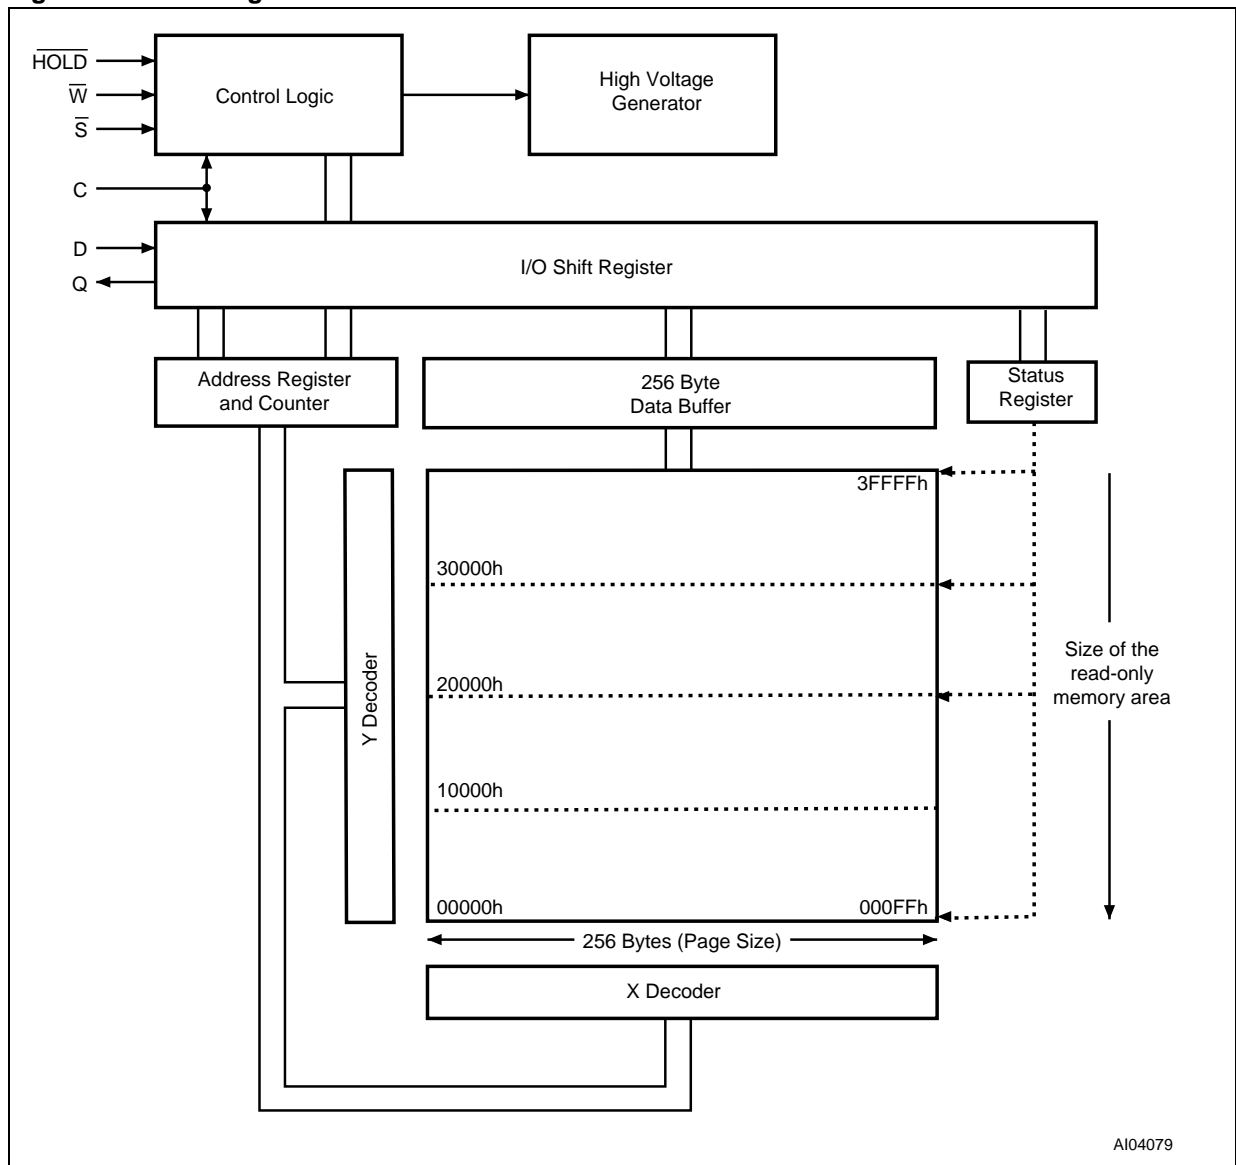 HOLD
W
S
C
D
Q
Control Logic
High Voltage
Generator
I/O Shift Register
Address Register
and Counter
256 Byte
Data Buffer
Status
Register
Y Decoder
3FFFFh
30000h
20000h
10000h
00000h
000FFh
Size of the
read-only
memory area
256 Bytes (Page Size)
X Decoder
AI04079